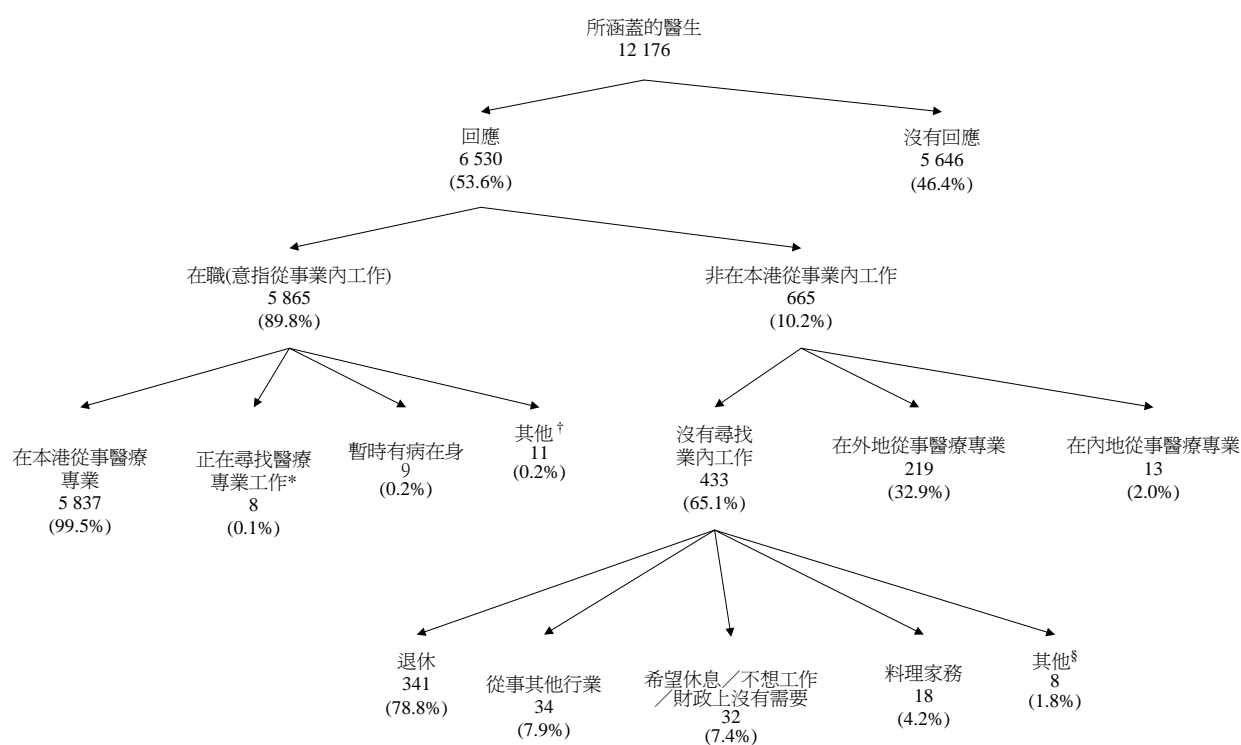 所涵蓋的醫生
12 176
回應
6 530
(53.6%)
沒有回應
5 646
(46.4%)
在職(意指從事業內工作)
5 865
(89.8%)
非在本港從事業內工作
665
(10.2%)
在本港從事醫療
專業
5 837
(99.5%)
正在尋找醫療
專業工作*
8
(0.1%)
暫時有病在身
9
(0.2%)
其他†
11
(0.2%)
沒有尋找
業內工作
433
(65.1%)
在外地從事醫療專業
219
(32.9%)
在內地從事醫療專業
13
(2.0%)
退休
341
(78.8%)
從事其他行業
34
(7.9%)
希望休息／不想工作
／財政上沒有需要
32
(7.4%)
料理家務
18
(4.2%)
其他§
8
(1.8%)